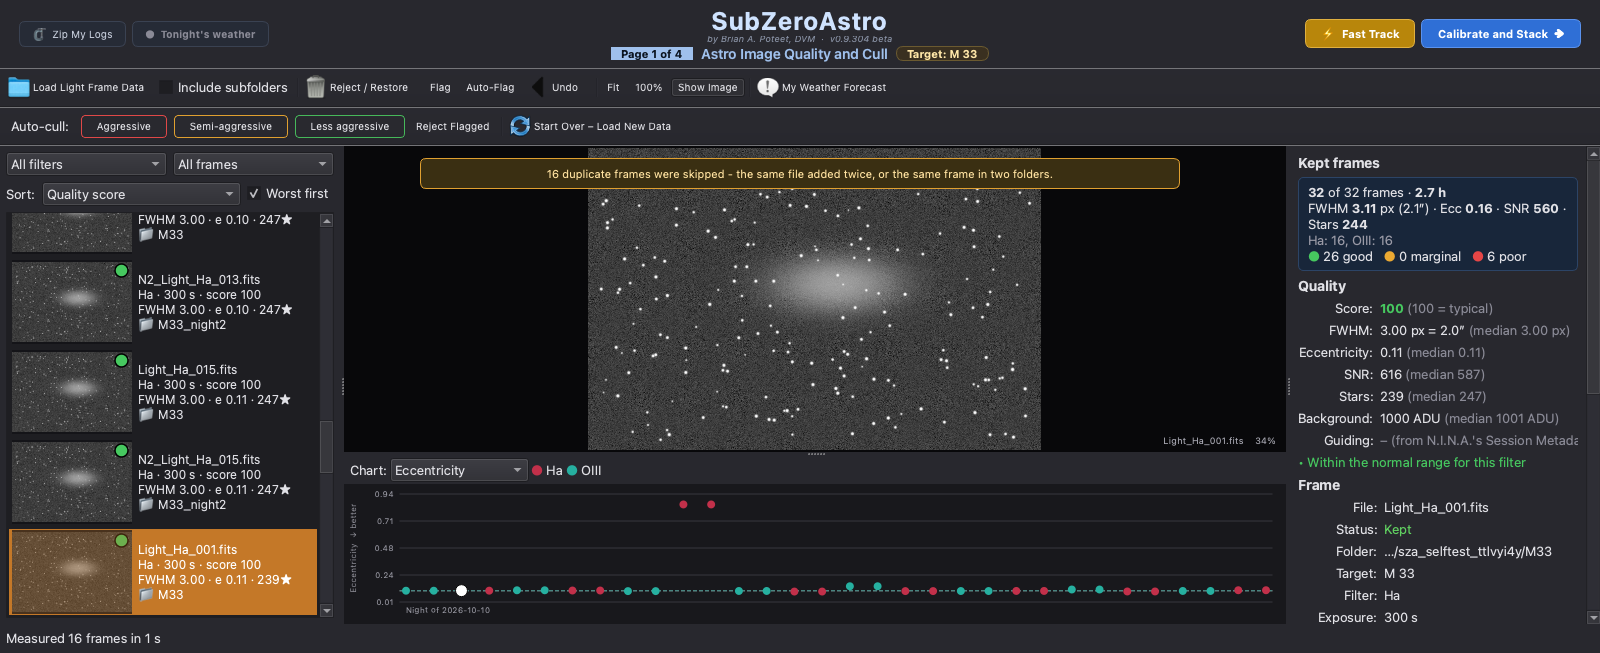 Zip My Logs
Tonight's weather
SubZeroAstro
by Brian A. Poteet, DVM · v0.9.304 beta
Page 1 of 4
Astro Image Quality and Cull
Target: M 33
Fast Track
Calibrate and Stack
Load Light Frame Data
Include subfolders
Reject / Restore
Flag
Auto-Flag
Undo
Fit
100%
Show Image
My Weather Forecast
Auto-cull:
Aggressive
Semi-aggressive
Less aggressive
Reject Flagged
Start Over – Load New Data
All filters
All frames
Sort:
Quality score
Worst first
FWHM 3.00 · e 0.10 · 247★
M33
N2_Light_Ha_013.fits
Ha · 300 s · score 100
FWHM 3.00 · e 0.10 · 247★
M33_night2
Light_Ha_015.fits
Ha · 300 s · score 100
FWHM 3.00 · e 0.11 · 247★
M33
N2_Light_Ha_015.fits
Ha · 300 s · score 100
FWHM 3.00 · e 0.11 · 247★
M33_night2
Light_Ha_001.fits
Ha · 300 s · score 100
FWHM 3.00 · e 0.11 · 239★
M33
Measured 16 frames in 1 s
16 duplicate frames were skipped - the same file added twice, or the same frame in two folders.
Light_Ha_001.fits 34%
Chart:
Eccentricity
Ha
OIII
Eccentricity ↓ better
0.94
0.71
0.48
0.24
0.01
Night of 2026-10-10
Kept frames
32 of 32 frames · 2.7 h
FWHM 3.11 px (2.1″) · Ecc 0.16 · SNR 560 ·
Stars 244
Ha: 16, OIII: 16
26 good
0 marginal
6 poor
Quality
Score: 100 (100 = typical)
FWHM: 3.00 px = 2.0″ (median 3.00 px)
Eccentricity: 0.11 (median 0.11)
SNR: 616 (median 587)
Stars: 239 (median 247)
Background: 1000 ADU (median 1001 ADU)
Guiding: – (from N.I.N.A.'s Session Metada
• Within the normal range for this filter
Frame
File: Light_Ha_001.fits
Status: Kept
Folder: .../sza_selftest_ttlvyi4y/M33
Target: M 33
Filter: Ha
Exposure: 300 s